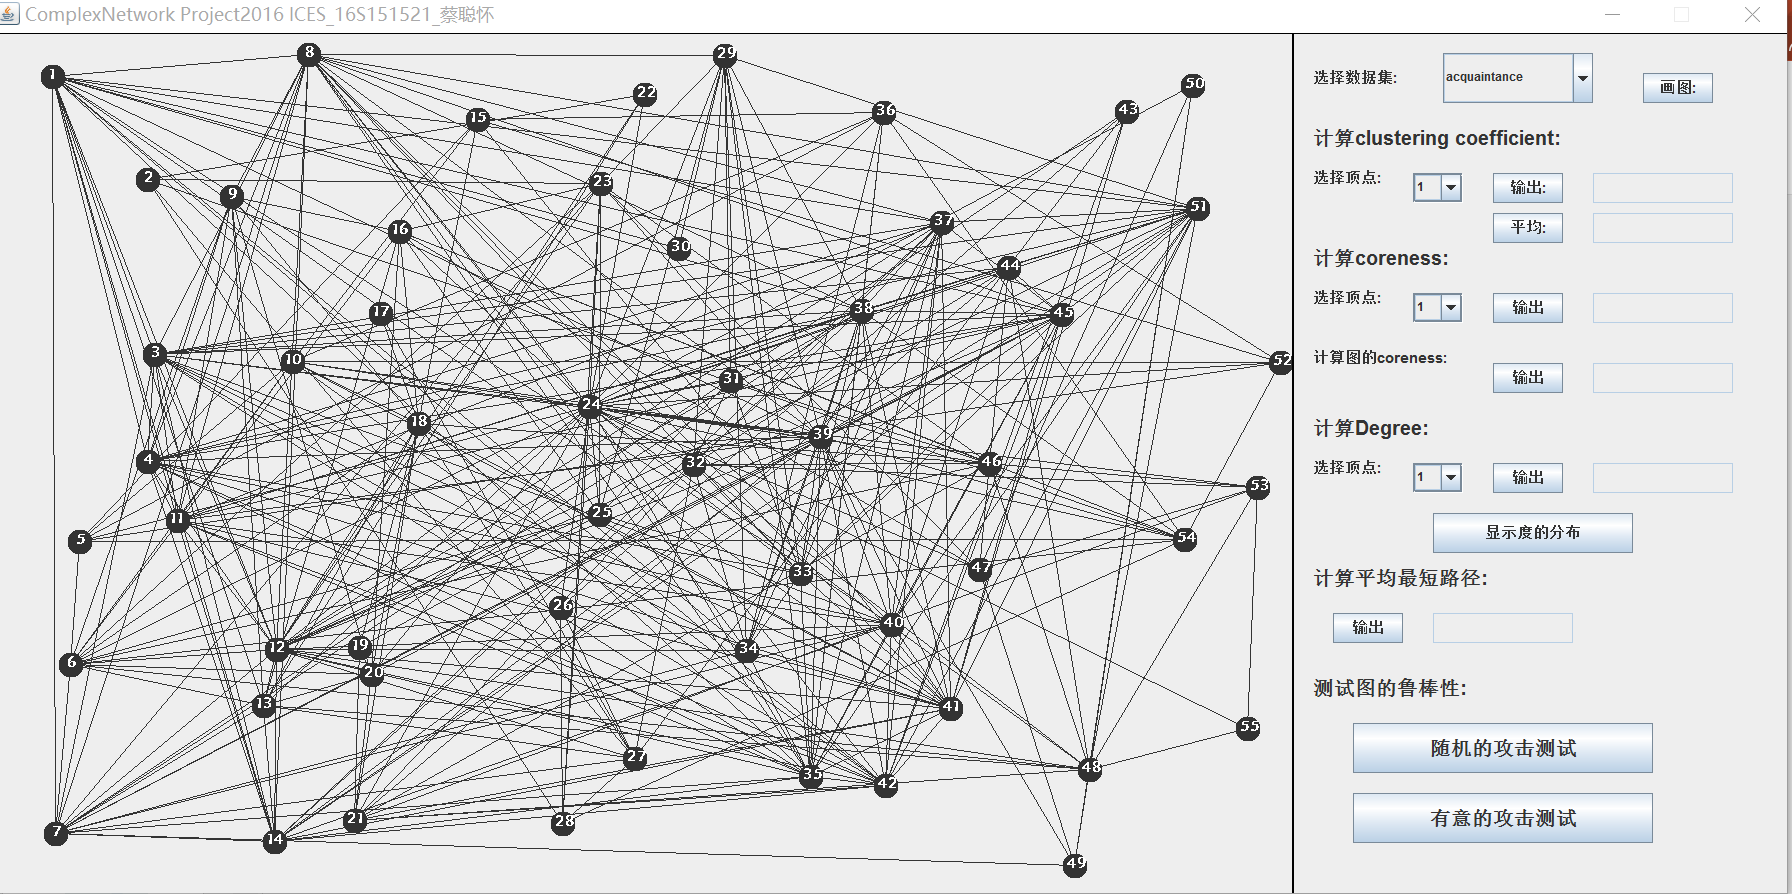 ComplexNetwork Project2016 ICES_16S151521_蔡聪怀
1
8
29
22
50
15
36
43
2
9
23
51
16
37
30
44
17
38
45
3
10
52
31
24
18
39
4
32
46
53
11
25
5
54
33
47
26
40
12
19
34
6
20
13
41
55
27
35
48
42
21
28
7
14
49
选择数据集:
acquaintance
画图:
计算clustering coefficient:
选择顶点:
1
输出:
平均:
计算coreness:
选择顶点:
1
输出
计算图的coreness:
输出
计算Degree:
选择顶点:
1
输出
显示度的分布
计算平均最短路径:
输出
测试图的鲁棒性:
随机的攻击测试
有意的攻击测试